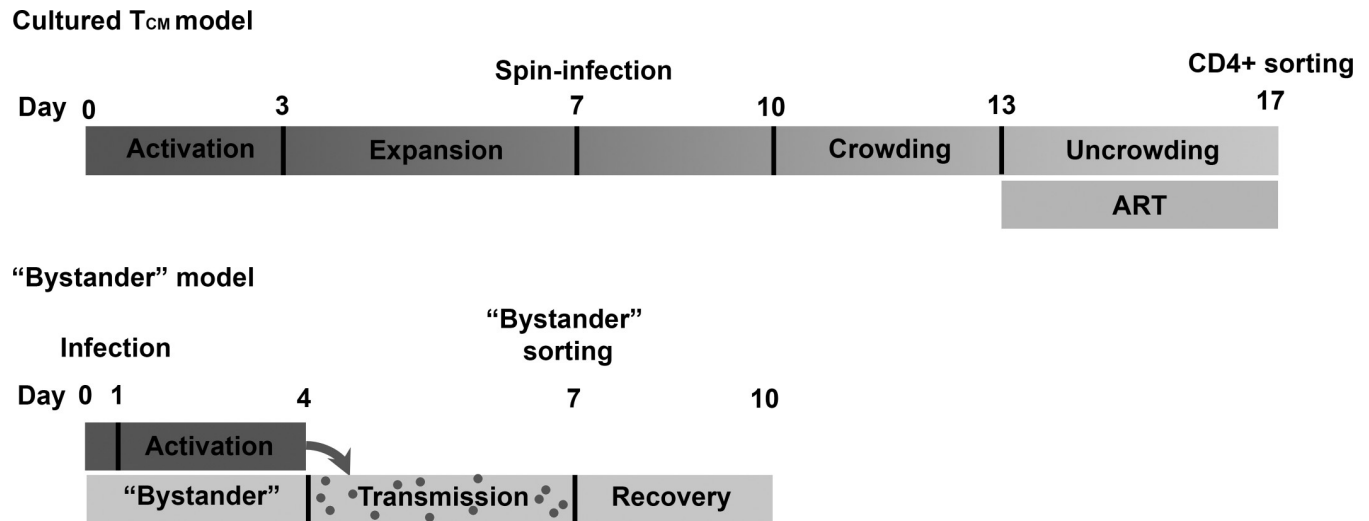 Cultured TCM model
Spin-infection
CD4+ sorting
Day 0 3 7 10 13 17
Activation Expansion Crowding Uncrowding
ART
“Bystander” model
“Bystander”
sorting
Infection
Day 0 1 4 7 10
Activation
“Bystander” Transmission Recovery